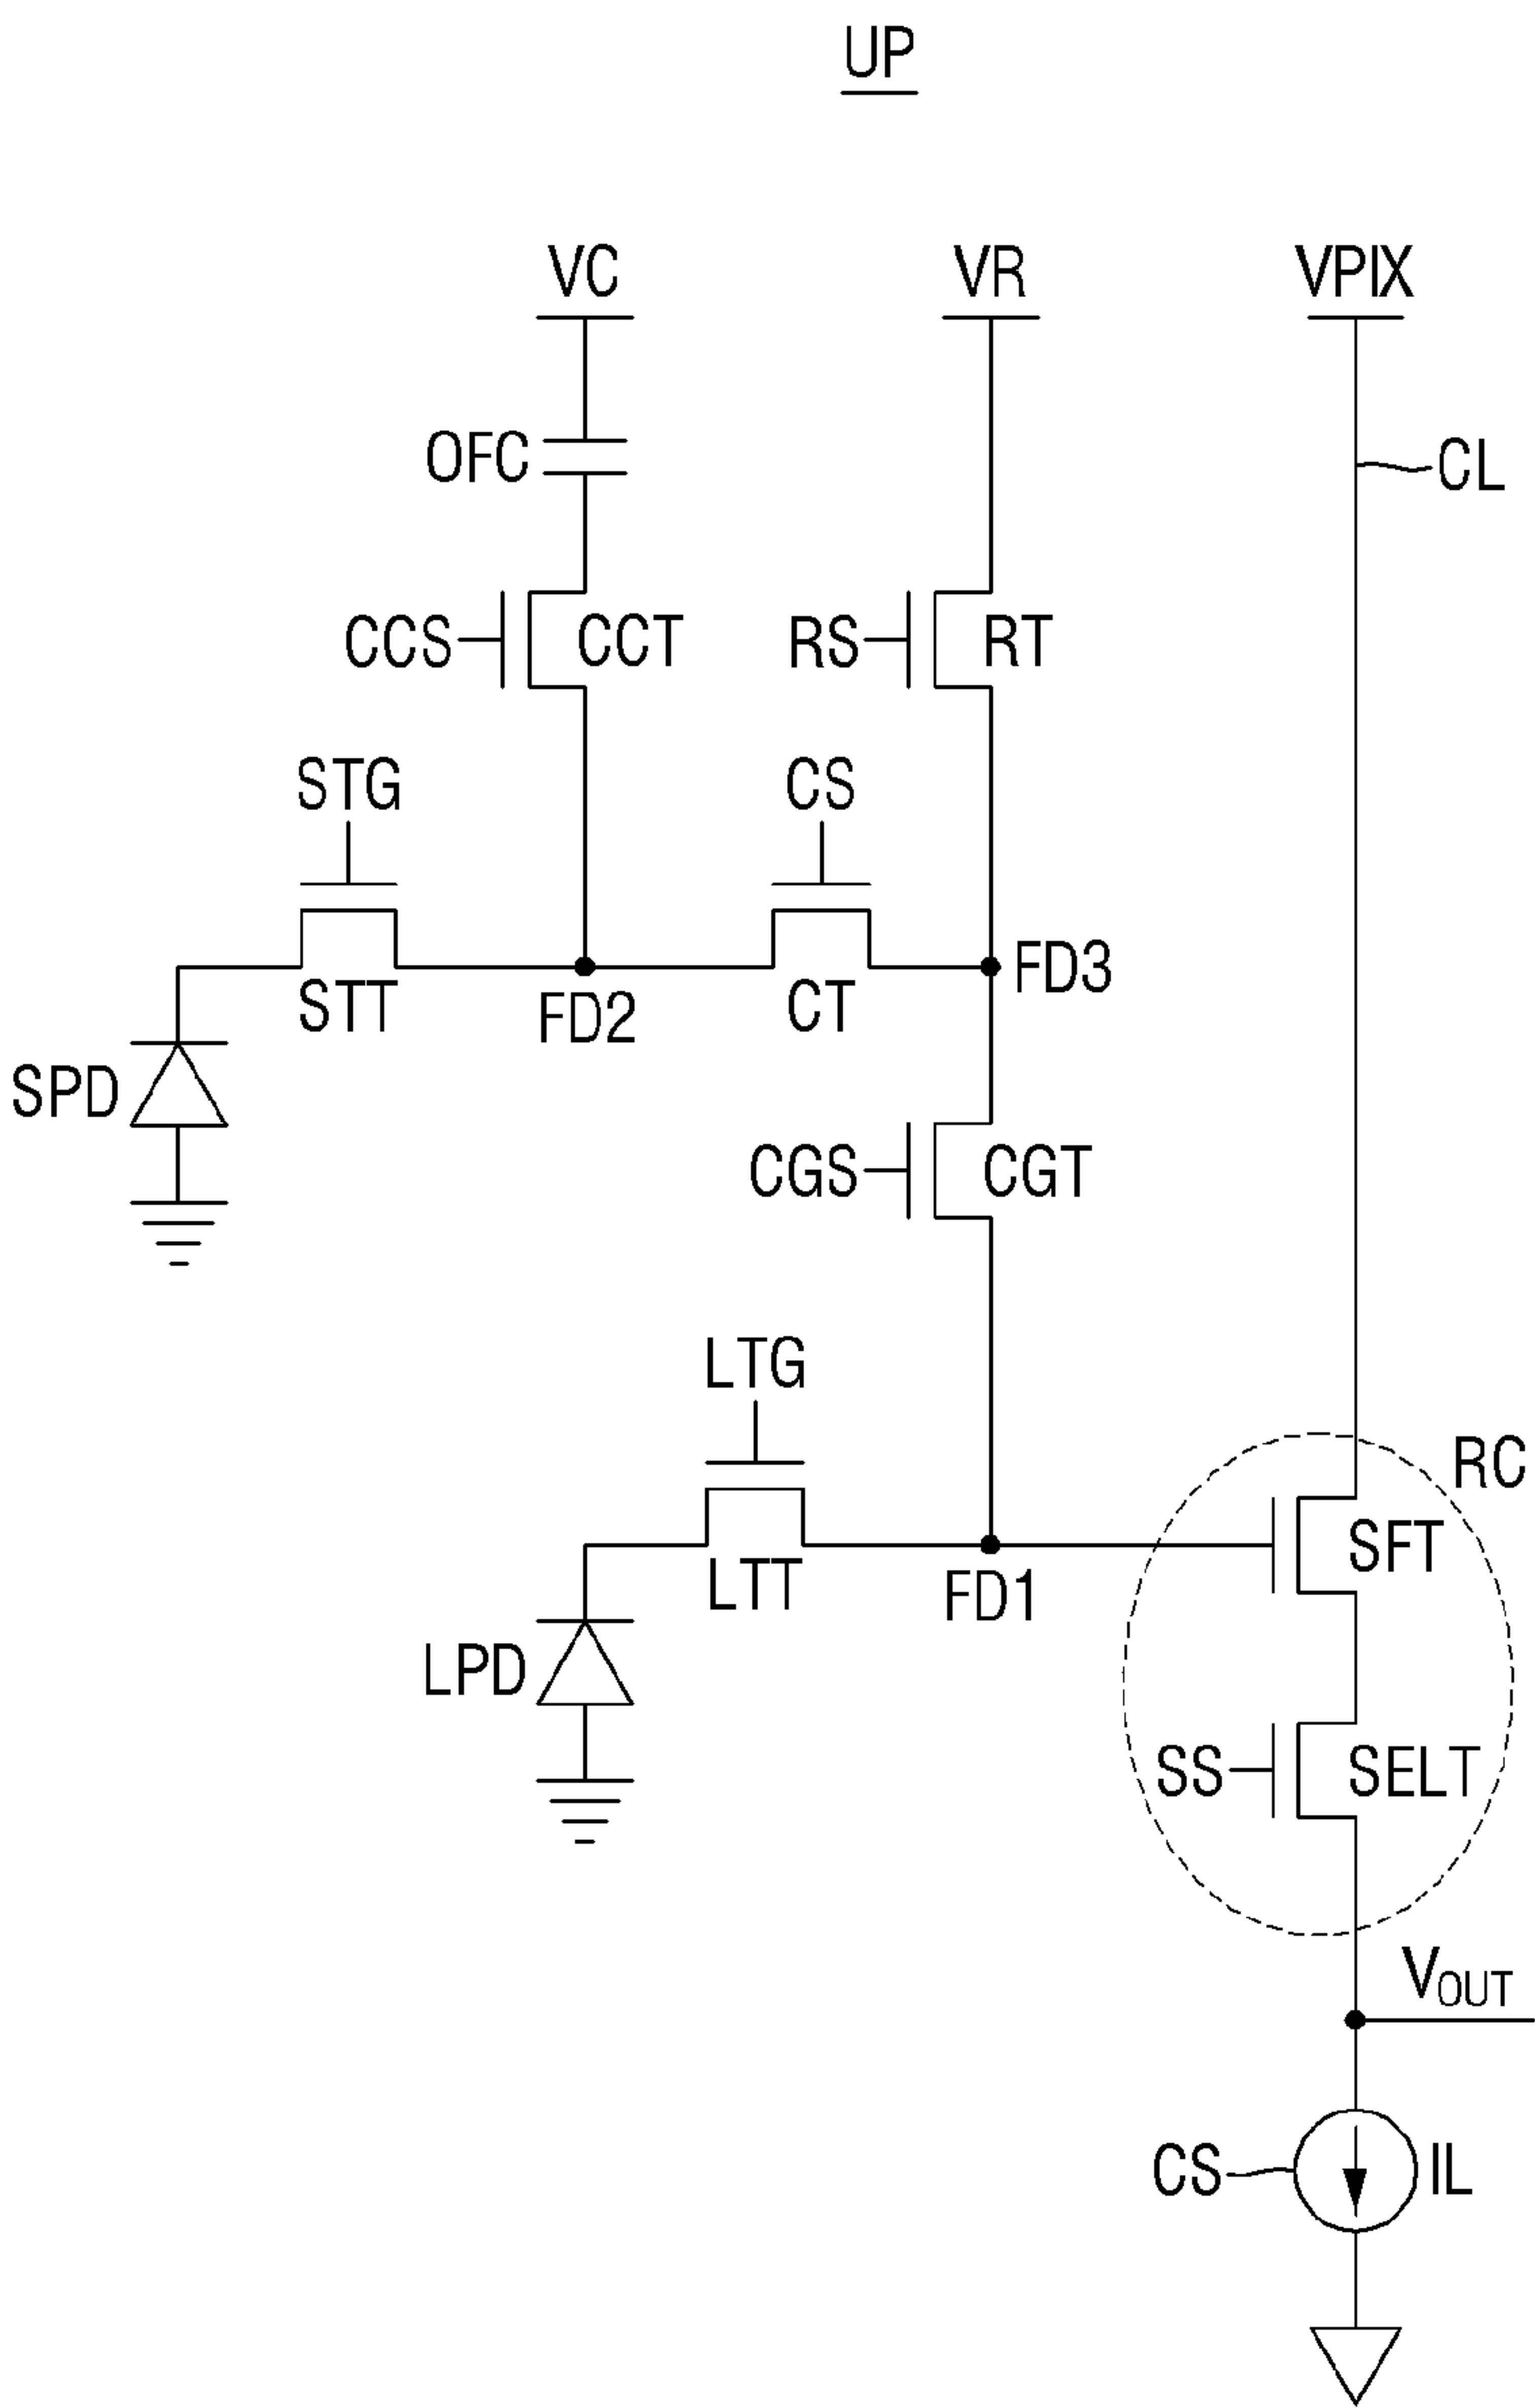 UP
VC
VR
VPIX
OFC
CL
CCS
CCT
RS
RT
STG
CS
STT
FD2
CT
FD3
SPD
CGS
CGT
LTG
RC
LTT
FD1
SFT
LPD
SS
SELT
VOUT
CS
IL